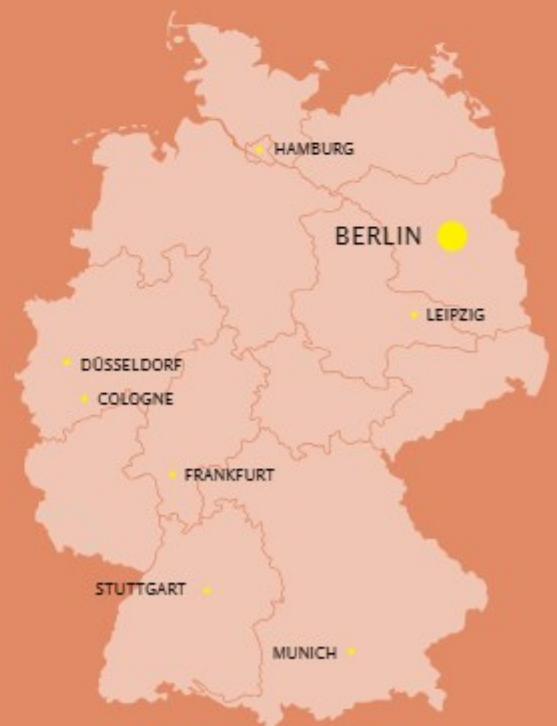 HAMBURG
BERLIN
LEIPZIG
DÜSSELDORF
COLOGNE
FRANKFURT
STUTTGART
MUNICH